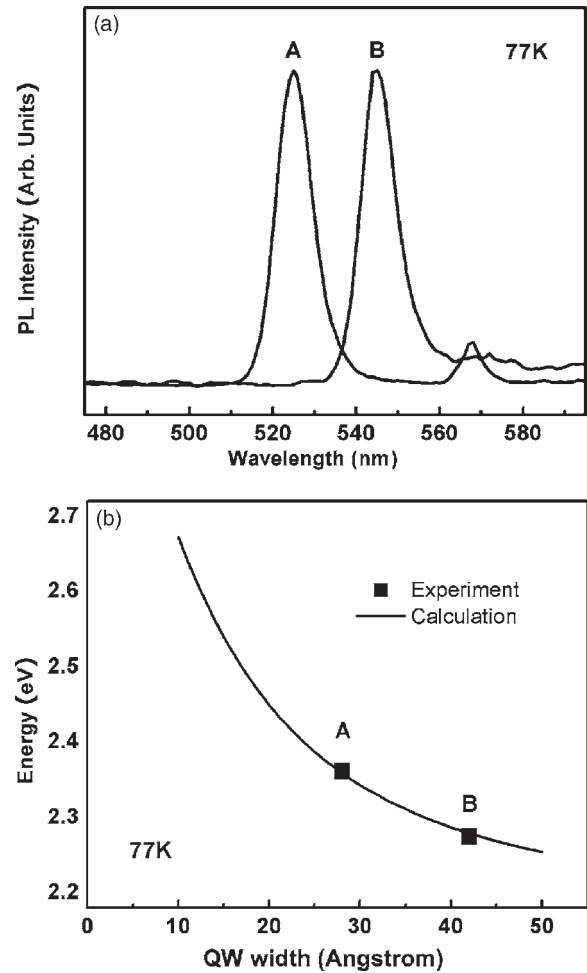 (a)
A
B
77K
PL Intensity (Arb. Units)
480 500 520 540 560 580
Wavelength (nm)
(b)
2.7
2.6
2.5
2.4
2.3
2.2
Energy (eV)
Experiment
Calculation
A
B
77K
0 10 20 30 40 50
QW width (Angstrom)